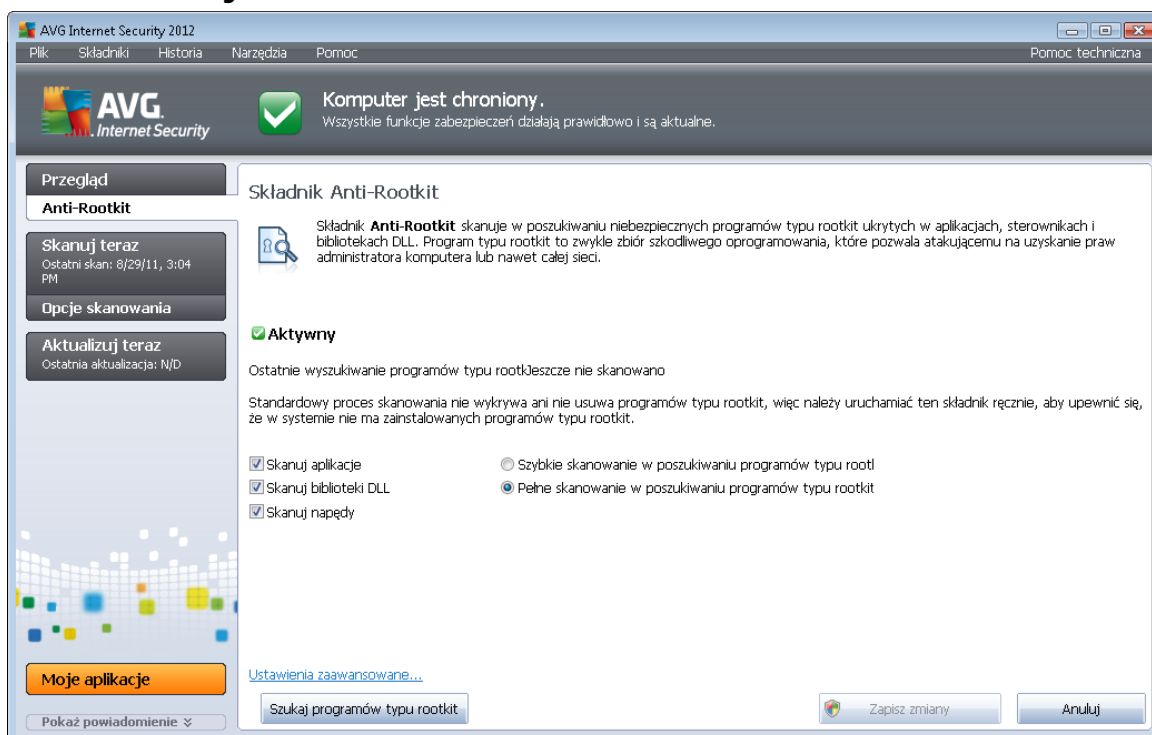 AVG Internet Security 2012
Plik Składniki Historia Narzędzia Pomoc Pomoc techniczna
AVG.
Internet Security
Komputer jest chroniony.
Wszystkie funkcje zabezpieczeń działają prawidłowo i są aktualne.
Przegląd
Anti-Rootkit
Skanuj teraz
Ostatni skan: 8/29/11, 3:04
PM
Opcje skanowania
Aktualizuj teraz
Ostatnia aktualizacja: N/D
Składnik Anti-Rootkit
Składnik Anti-Rootkit skanuje w poszukiwaniu niebezpiecznych programów typu rootkit ukrytych w aplikacjach, sterownikach i
bibliotekach DLL. Program typu rootkit to zwykle zbiór szkodliwego oprogramowania, które pozwala atakującemu na uzyskanie praw
administratora komputera lub nawet całej sieci.
Aktywny
Ostatnie wyszukiwanie programów typu rootkJeszcze nie skanowano
Standardowy proces skanowania nie wykrywa ani nie usuwa programów typu rootkit, więc należy uruchamiać ten składnik ręcznie, aby upewnić się,
że w systemie nie ma zainstalowanych programów typu rootkit.
Skanuj aplikacje Szybkie skanowanie w poszukiwaniu programów typu rootl
Skanuj biblioteki DLL Pełne skanowanie w poszukiwaniu programów typu rootkit
Skanuj napędy
Ustawienia zaawansowane...
Moje aplikacje
Pokaż powiadomienie
Szukaj programów typu rootkit Zapisz zmiany Anuluj